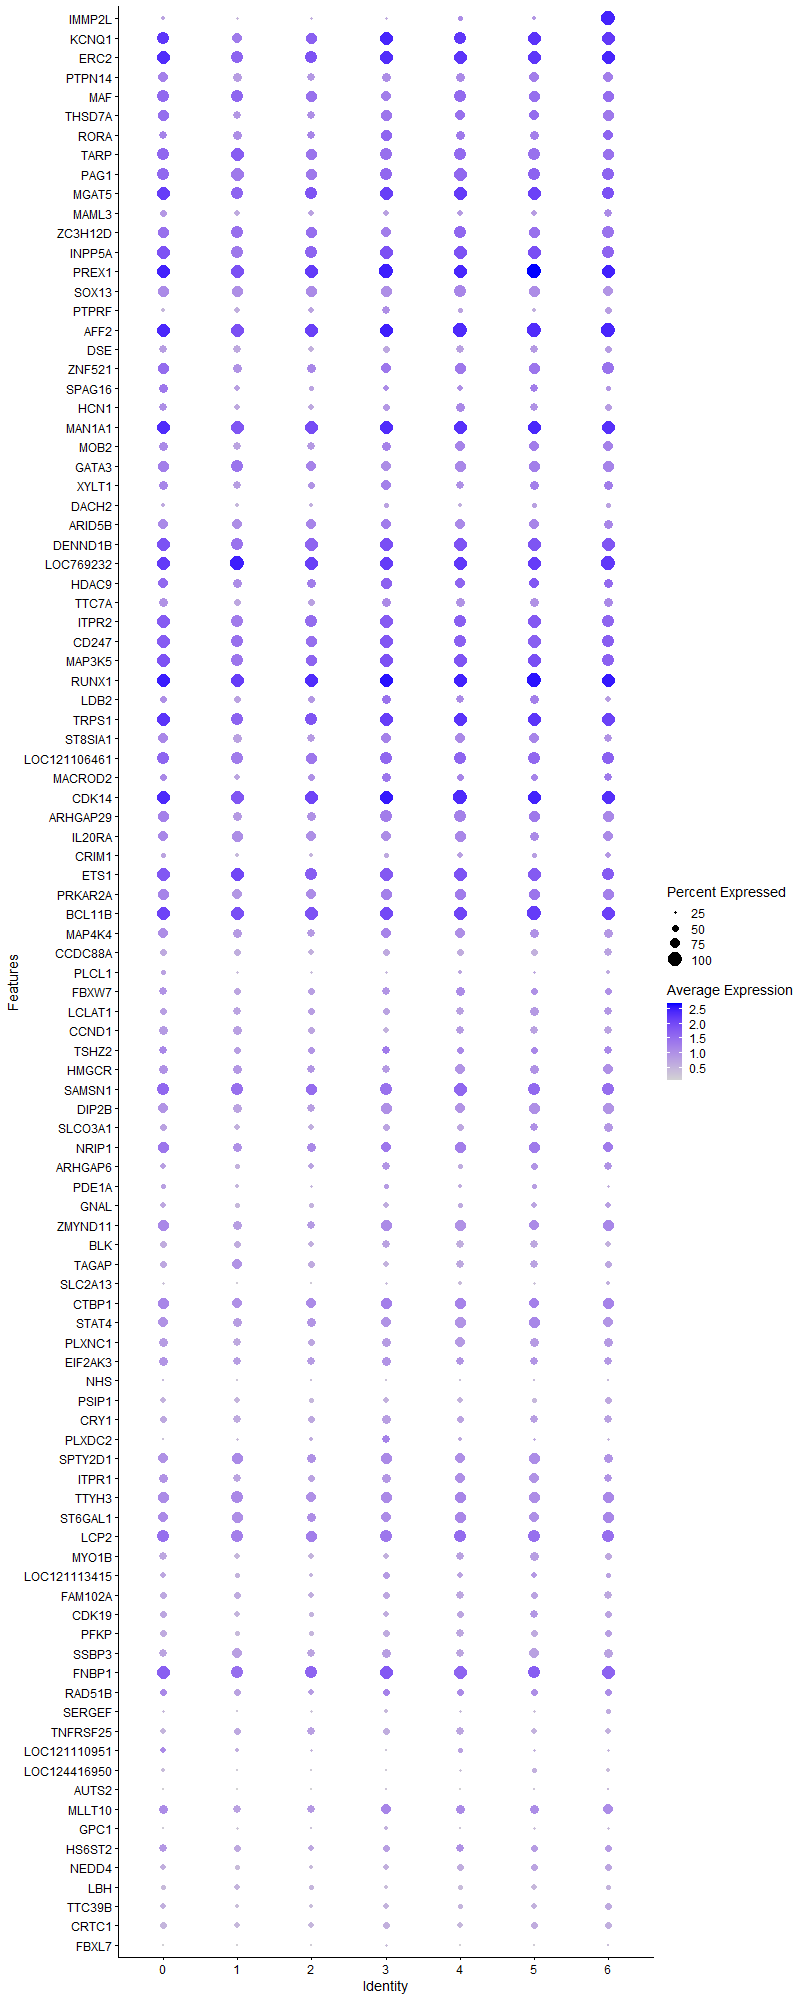 IMMP2L
KCNQ1
ERC2
PTPN14
MAF
THSD7A
RORA
TARP
PAG1
MGAT5
MAML3
ZC3H12D
INPP5A
PREX1
SOX13
PTPRF
AFF2
DSE
ZNF521
SPAG16
HCN1
MAN1A1
MOB2
GATA3
XYLT1
DACH2
ARID5B
DENND1B
LOC769232
HDAC9
TTC7A
ITPR2
CD247
MAP3K5
RUNX1
LDB2
TRPS1
ST8SIA1
LOC121106461
MACROD2
CDK14
ARHGAP29
IL20RA
CRIM1
ETS1
PRKAR2A
BCL11B
MAP4K4
CCDC88A
PLCL1
FBXW7
LCLAT1
CCND1
TSHZ2
HMGCR
SAMSN1
DIP2B
SLCO3A1
NRIP1
ARHGAP6
PDE1A
GNAL
ZMYND11
BLK
TAGAP
SLC2A13
CTBP1
STAT4
PLXNC1
EIF2AK3
NHS
PSIP1
CRY1
PLXDC2
SPTY2D1
ITPR1
TTYH3
ST6GAL1
LCP2
MYO1B
LOC121113415
FAM102A
CDK19
PFKP
SSBP3
FNBP1
RAD51B
SERGEF
TNFRSF25
LOC121110951
LOC124416950
AUTS2
MLLT10
GPC1
HS6ST2
NEDD4
LBH
TTC39B
CRTC1
FBXL7
Features
0 1 2 3 4 5 6
Identity
Percent Expressed
25
50
75
100
Average Expression
2.5
2.0
1.5
1.0
0.5